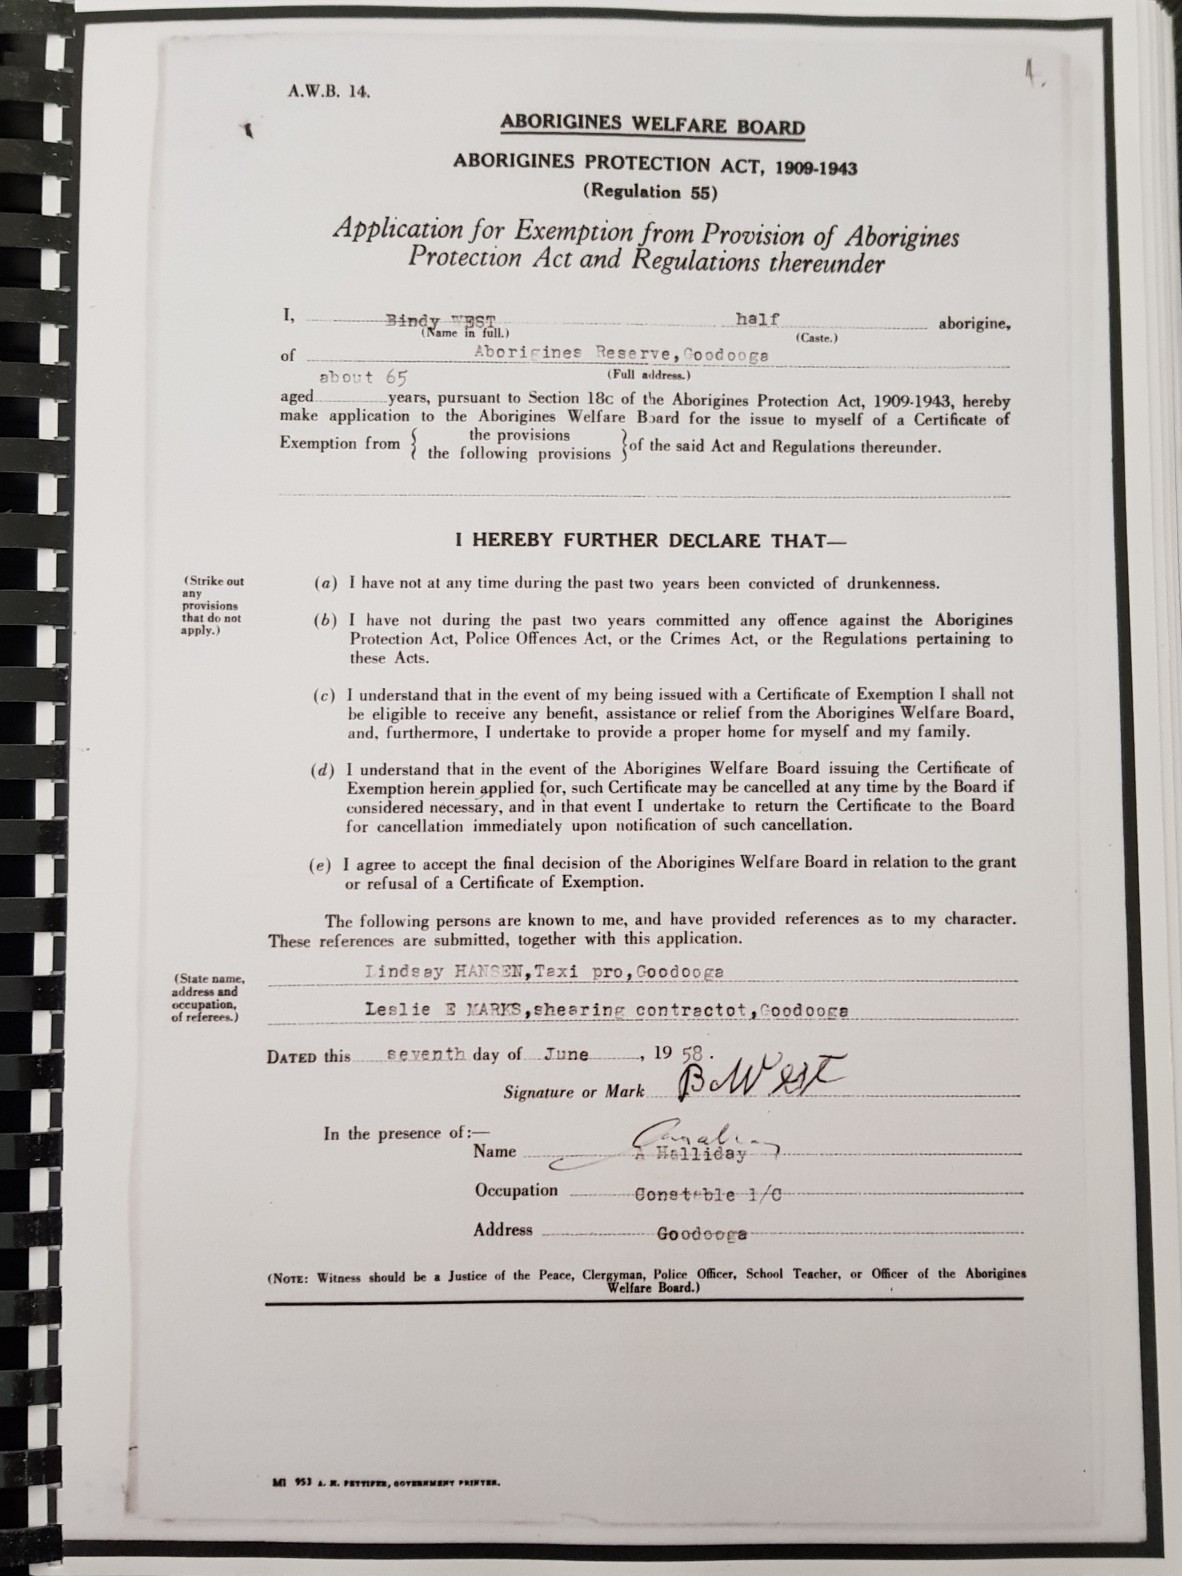 4.
A.W.B. 14.
ABORIGINES WELFARE BOARD
ABORIGINES PROTECTION ACT, 1909-1943
(Regulation 55)
Application for Exemption from Provision of Aborigines
Protection Act and Regulations thereunder
I, Bindy WEST half aborigine,
(Name in full.) (Caste.)
of Aborigines Reserve,Goodooga
(Full address.)
about 65
aged years, pursuant to Section 18c of the Aborigines Protection Act, 1909-1943, hereby
make application to the Aborigines Welfare Board for the issue to myself of a Certificate of
Exemption from { the provisions
the following provisions } of the said Act and Regulations thereunder.
I HEREBY FURTHER DECLARE THAT—
(Strike out
any
provisions
that do not
apply.)
(a) I have not at any time during the past two years been convicted of drunkenness.
(b) I have not during the past two years committed any offence against the Aborigines
Protection Act, Police Offences Act, or the Crimes Act, or the Regulations pertaining to
these Acts.
(c) I understand that in the event of my being issued with a Certificate of Exemption I shall not
be eligible to receive any benefit, assistance or relief from the Aborigines Welfare Board,
and, furthermore, I undertake to provide a proper home for myself and my family.
(d) I understand that in the event of the Aborigines Welfare Board issuing the Certificate of
Exemption herein applied for, such Certificate may be cancelled at any time by the Board if
considered necessary, and in that event I undertake to return the Certificate to the Board
for cancellation immediately upon notification of such cancellation.
(e) I agree to accept the final decision of the Aborigines Welfare Board in relation to the grant
or refusal of a Certificate of Exemption.
The following persons are known to me, and have provided references as to my character.
These references are submitted, together with this application.
(State name,
address and
occupation,
of referees.)
Lindsay HANSEN,Taxi pro,Goodooga
Leslie E MARKS,shearing contractot,Goodooga
DATED this seventh day of June, 1958.
Signature or Mark B West
In the presence of:—
Name A Halliday
Occupation Constable 1/C
Address Goodooga
(NOTE: Witness should be a Justice of the Peace, Clergyman, Police Officer, School Teacher, or Officer of the Aborigines
Welfare Board.)
M1 953 A. H. PETTIFER, GOVERNMENT PRINTER.